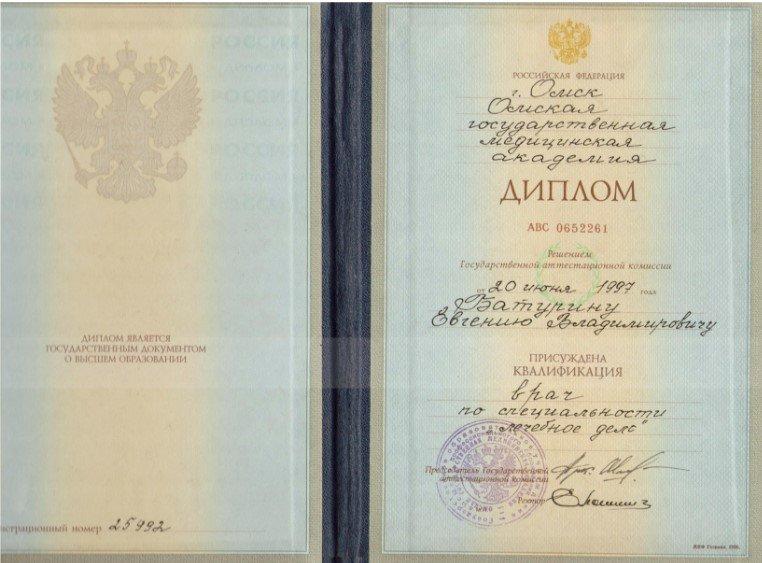 ДИПЛОМ ЯВЛЯЕТСЯ
ГОСУДАРСТВЕННЫМ ДОКУМЕНТОМ
О ВЫСШЕМ ОБРАЗОВАНИИ
истрационный номер 25992
РОССИЙСКАЯ ФЕДЕРАЦИЯ
г. Омск
Омская
государственная
медицинская
академия
ДИПЛОМ
АВС 0652261
Решением
Государственной аттестационной комиссии
от 20 июня 1997 года
Батурину
Евгению Владимировичу
ПРИСУЖДЕНА
КВАЛИФИКАЦИЯ
врач
по специальности
„лечебное дело"
Председатель Государственной
аттестационной комиссии
Ректор